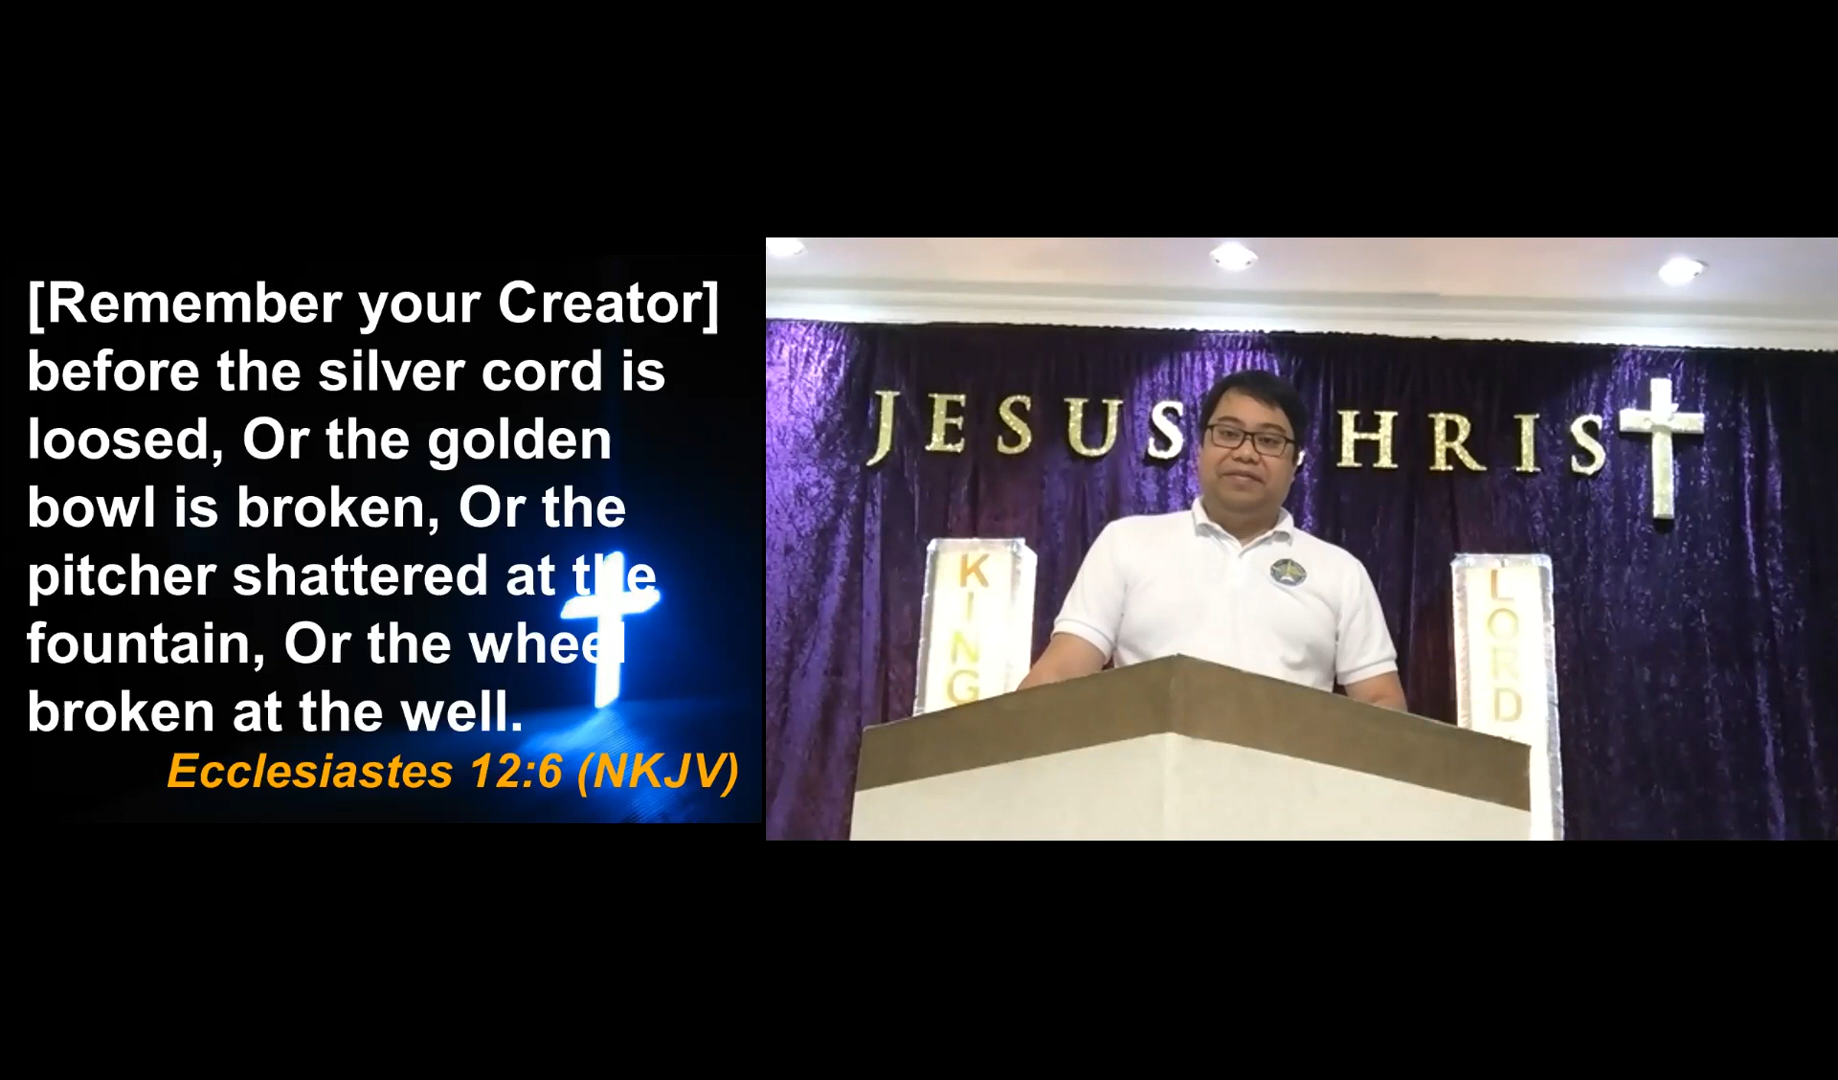 [Remember your Creator]
before the silver cord is
loosed, Or the golden
bowl is broken, Or the
pitcher shattered at the
fountain, Or the wheel
broken at the well.
Ecclesiastes 12:6 (NKJV)
JESUS HRIST
KING
LORD